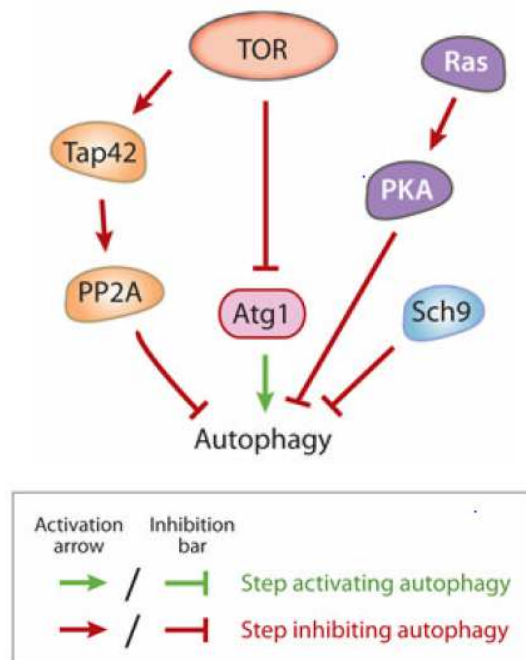 TOR
Ras
Tap42
PKA
PP2A
Atg1
Sch9
Autophagy
Activation arrow
Inhibition bar
/
Step activating autophagy
/
Step inhibiting autophagy